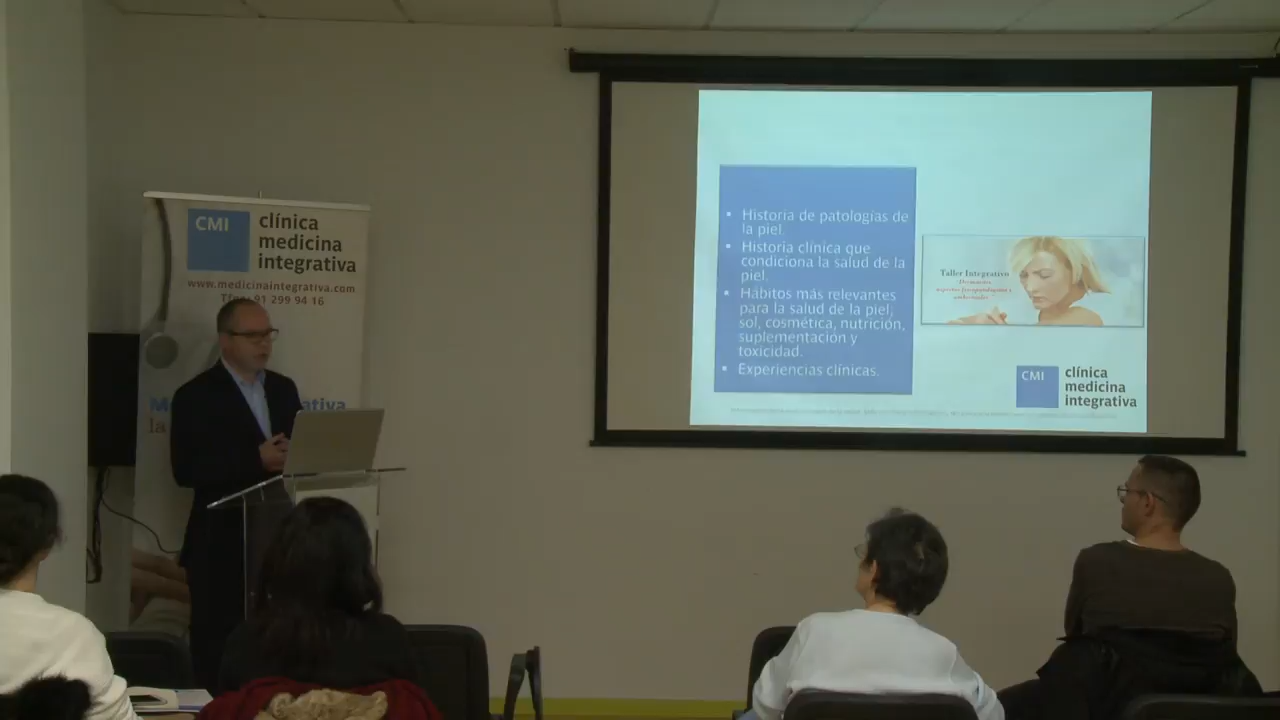 CMI
clínica
medicina
integrativa
www.medicinaintegrativa.com
Tfno: 91 299 94 16
Historia de patologías de
la piel.
Historia clínica que
condiciona la salud de la
piel.
Hábitos más relevantes
para la salud de la piel,
sol, cosmética, nutrición,
suplementación y
toxicidad.
Experiencias clínicas.
Taller Integrativo
CMI
clínica
medicina
integrativa